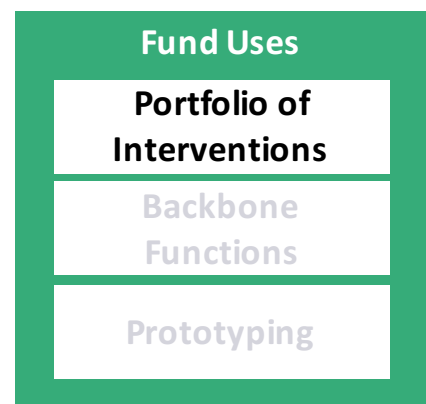 Fund Uses
Portfolio of
Interventions
Backbone
Functions
Prototyping